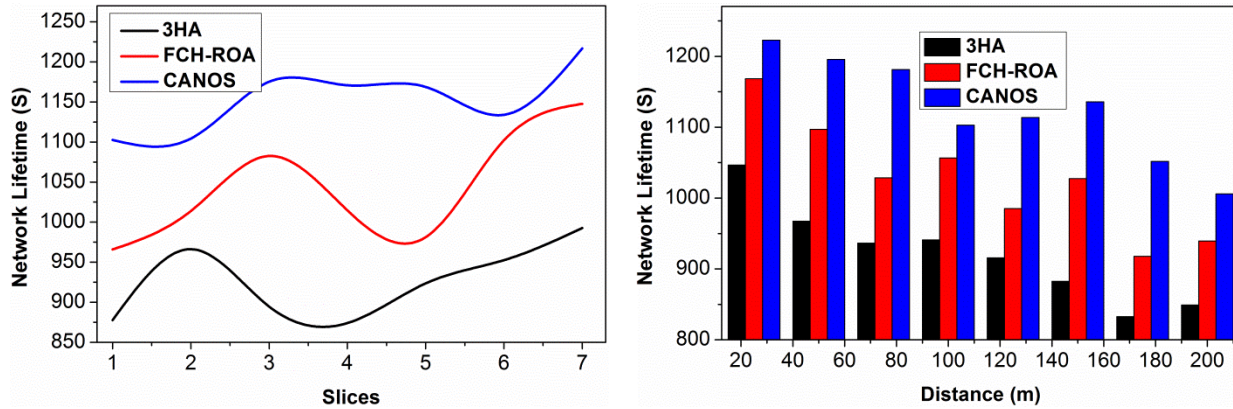 Network Lifetime (S)
1250
1200
1150
1100
1050
1000
950
900
850
3HA
FCH-ROA
CANOS
1 2 3 4 5 6 7
Slices
Network Lifetime (S)
1200
1100
1000
900
800
3HA
FCH-ROA
CANOS
20 40 60 80 100 120 140 160 180 200
Distance (m)